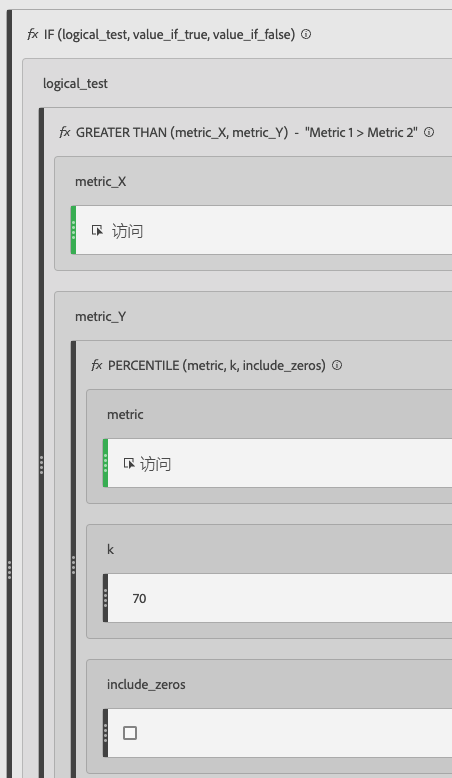 fx IF (logical_test, value_if_true, value_if_false)
logical_test
fx GREATER THAN (metric_X, metric_Y) - "Metric 1 > Metric 2"
metric_X
访问
metric_Y
fx PERCENTILE (metric, k, include_zeros)
metric
访问
k
70
include_zeros